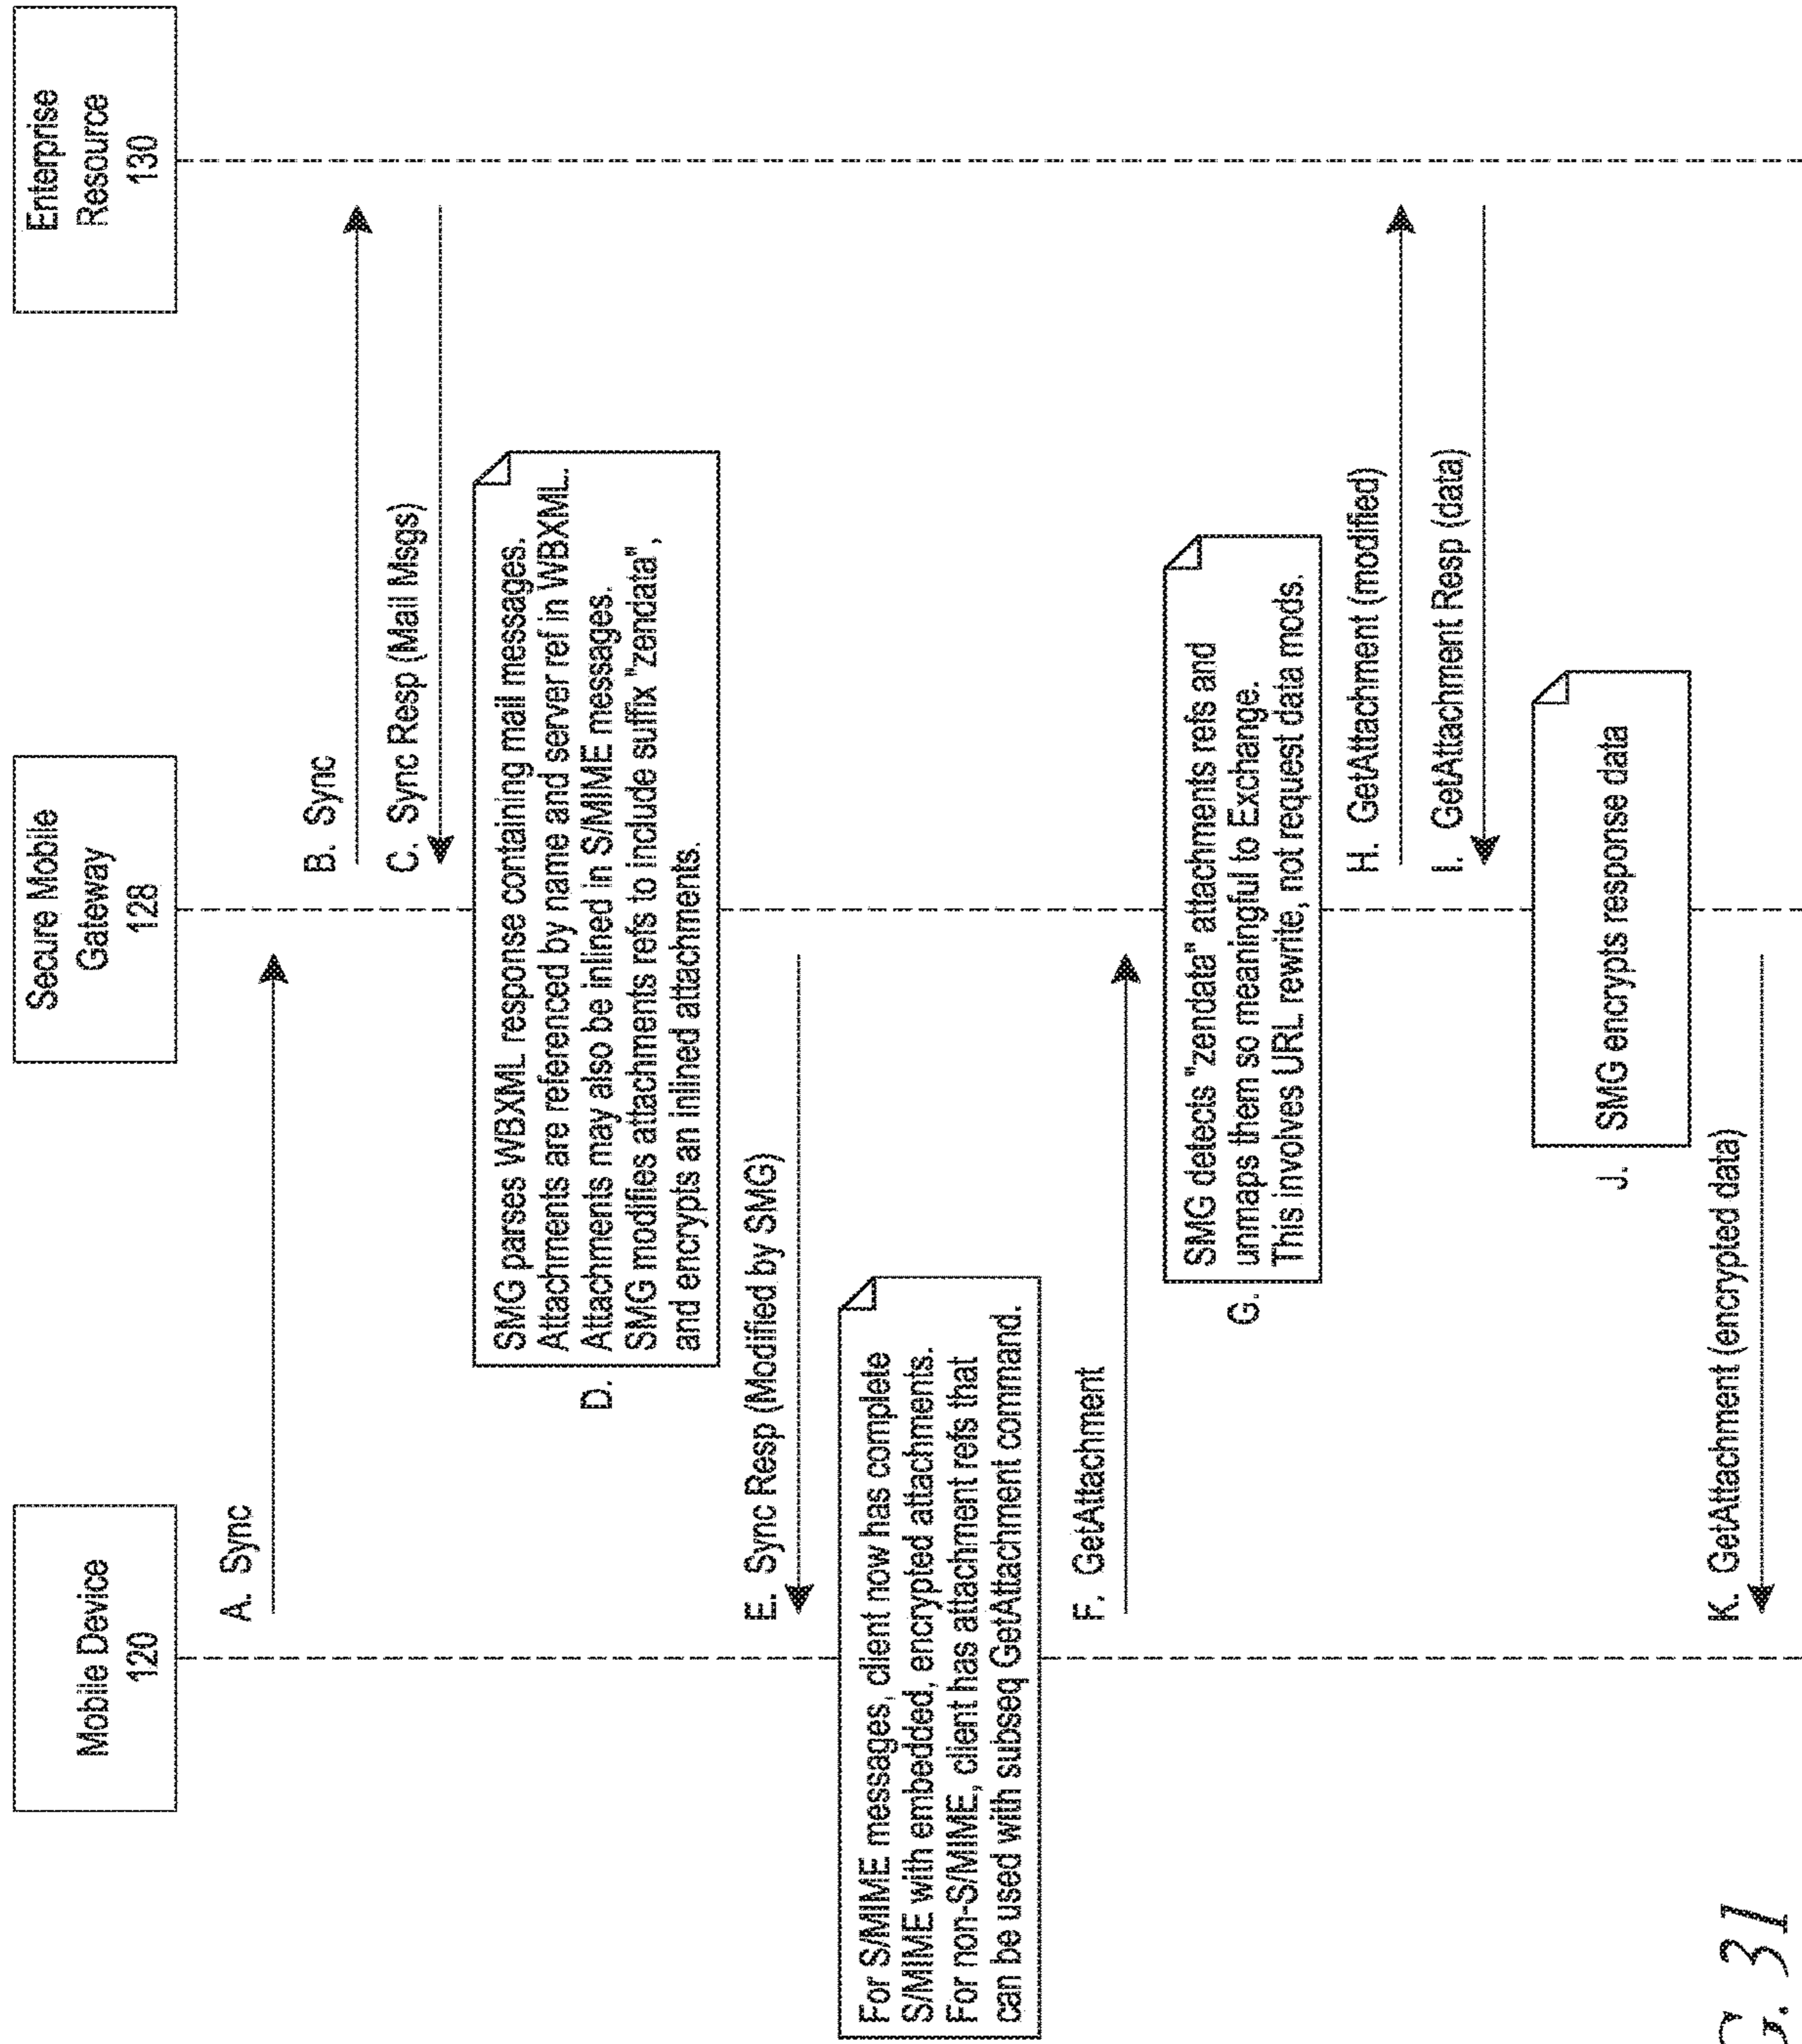 Mobile Device
120
Secure Mobile
Gateway
128
Enterprise
Resource
130
A. Sync
B. Sync
C. Sync Resp (Mail Msgs)
D.
SMG parses WBXML response containing mail messages.
Attachments are referenced by name and server ref in WBXML.
Attachments may also be inlined in S/MIME messages.
SMG modifies attachments refs to include suffix "zendata",
and encrypts an inlined attachments.
E. Sync Resp (Modified by SMG)
For S/MIME messages, client now has complete
S/MIME with embedded, encrypted attachments.
For non-S/MIME, client has attachment refs that
can be used with subseq GetAttachment command.
F. GetAttachment
G.
SMG detects "zendata" attachments refs and
unmaps them so meaningful to Exchange.
This involves URL rewrite, not request data mods.
H. GetAttachment (modified)
I. GetAttachment Resp (data)
J.
SMG encrypts response data
K. GetAttachment (encrypted data)
G. 31